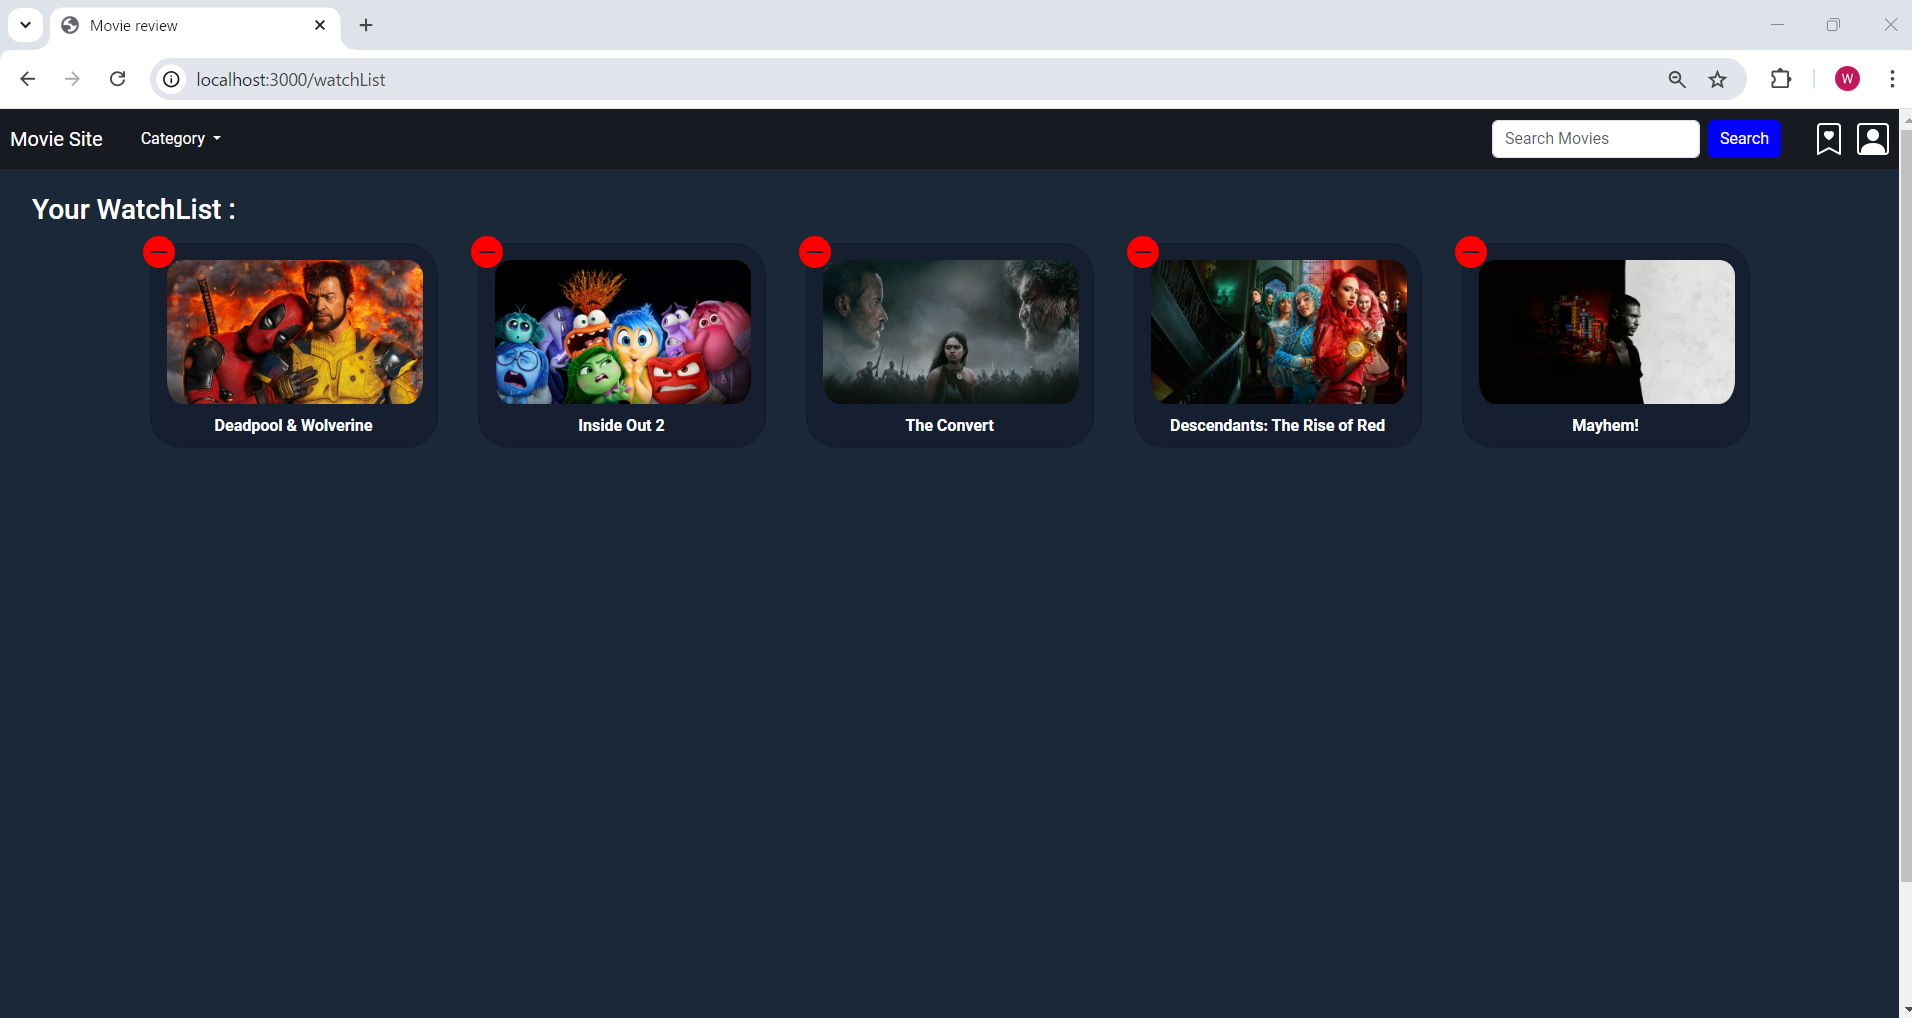 Movie review
localhost:3000/watchList
W
Movie Site
Category
Search Movies
Search
Your WatchList :
Deadpool & Wolverine
Inside Out 2
The Convert
Descendants: The Rise of Red
Mayhem!